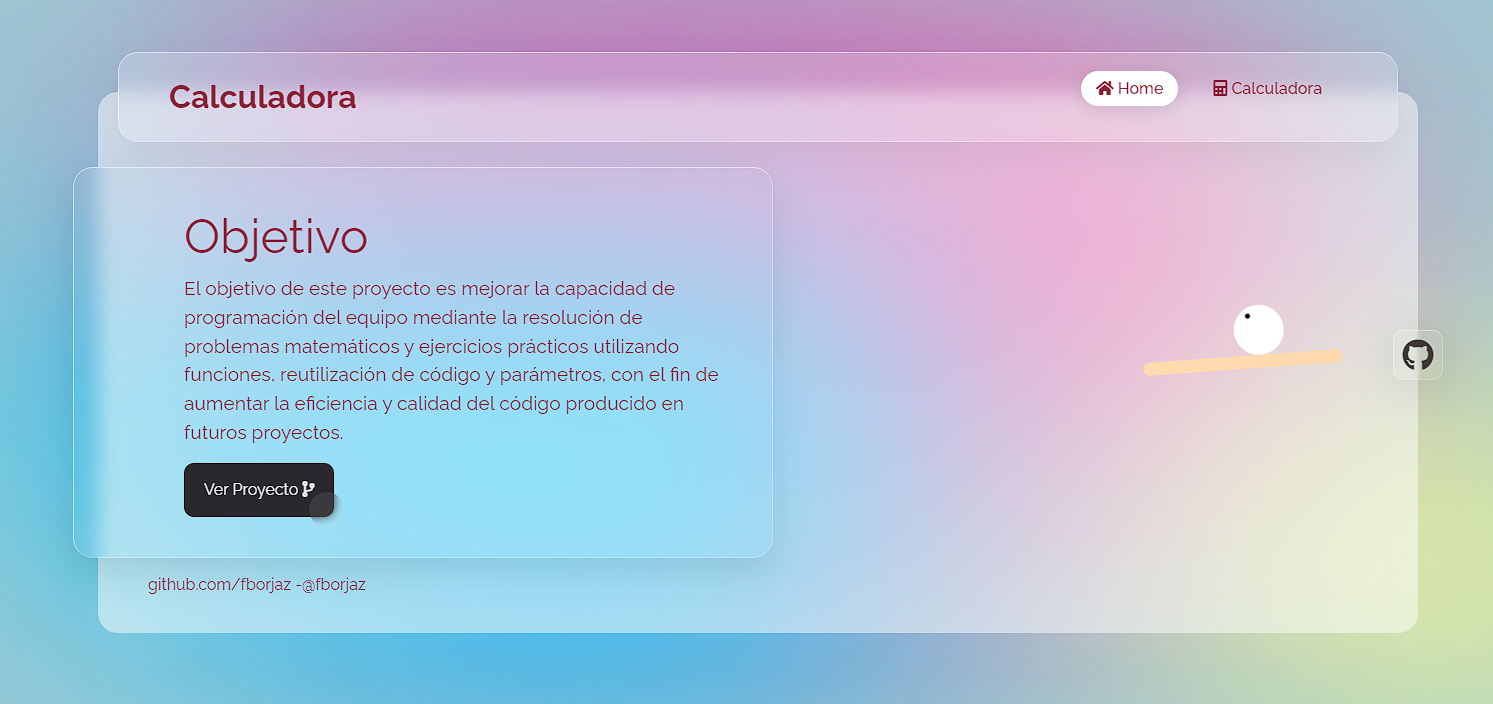 Calculadora
Home
Calculadora
Objetivo
El objetivo de este proyecto es mejorar la capacidad de
programación del equipo mediante la resolución de
problemas matemáticos y ejercicios prácticos utilizando
funciones, reutilización de código y parámetros, con el fin de
aumentar la eficiencia y calidad del código producido en
futuros proyectos.
Ver Proyecto
github.com/fborjaz -@fborjaz